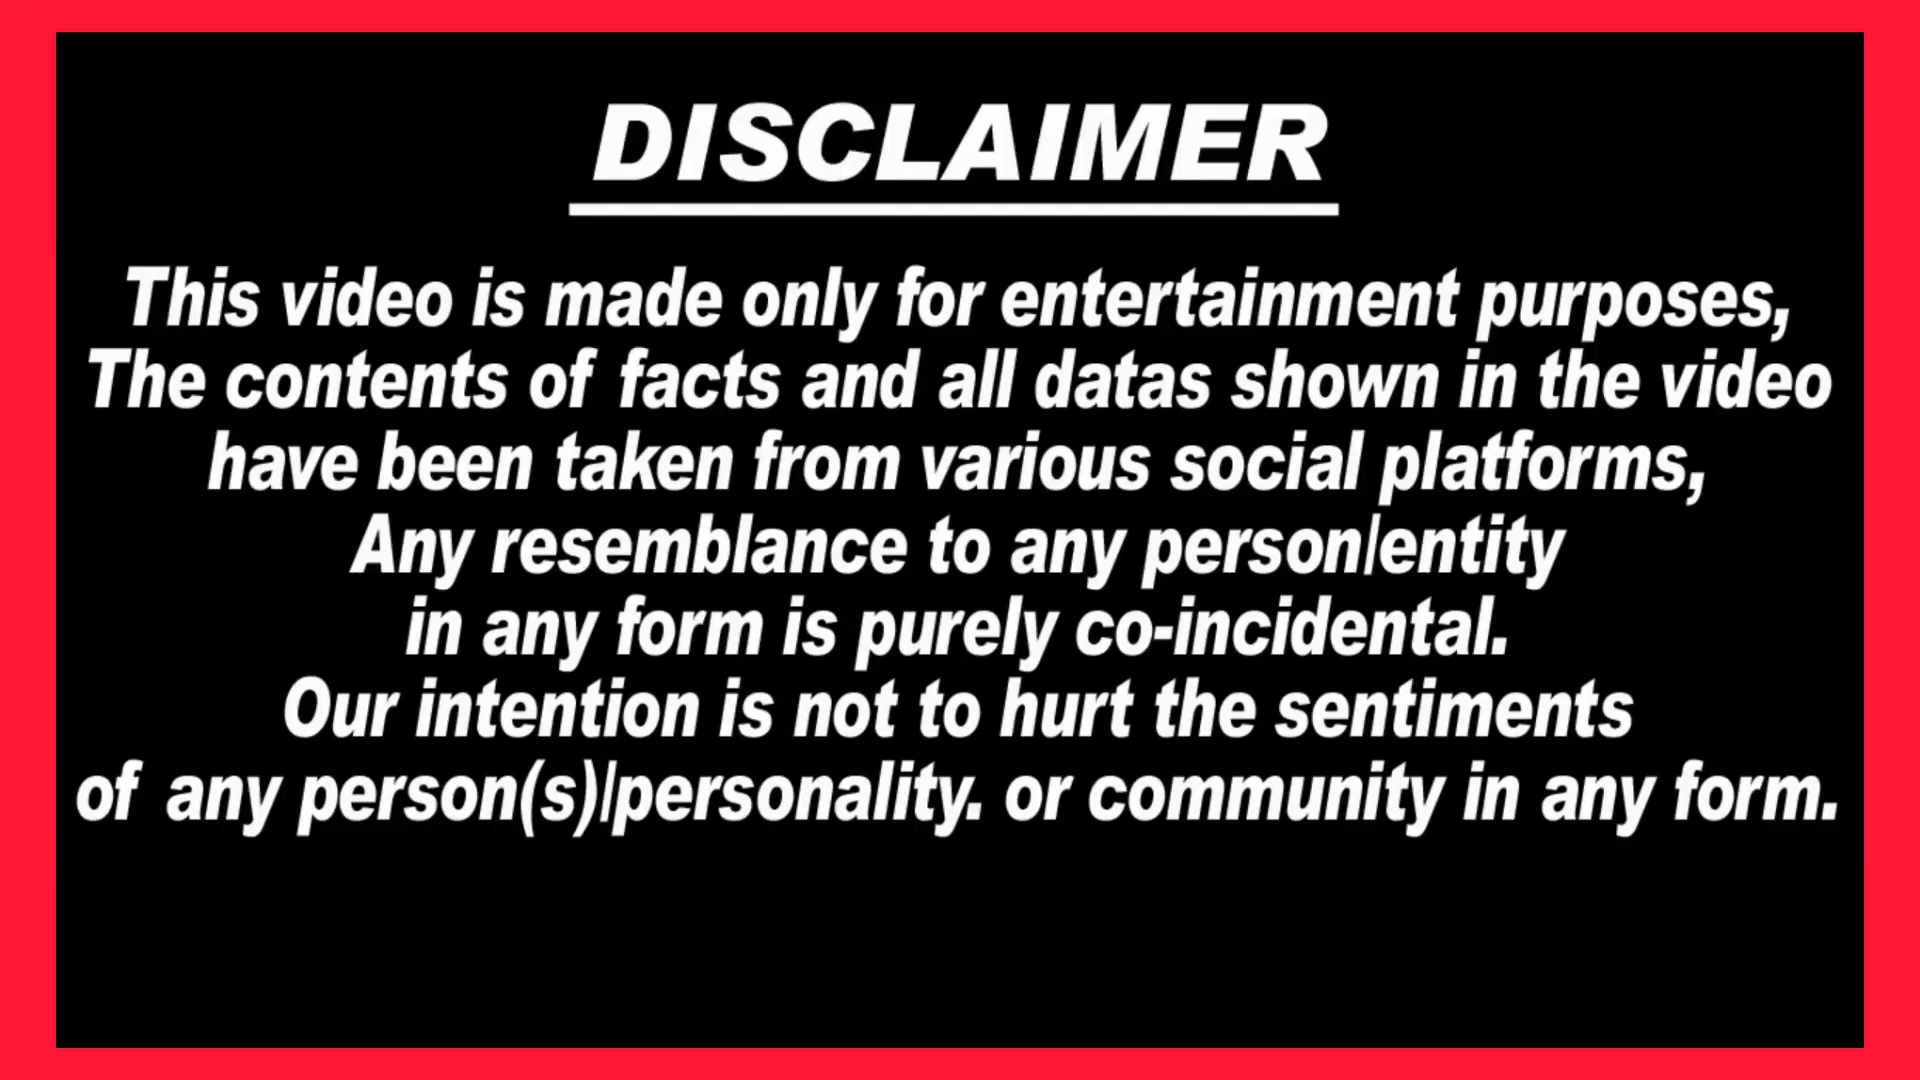 DISCLAIMER
This video is made only for entertainment purposes,
The contents of facts and all datas shown in the video
have been taken from various social platforms,
Any resemblance to any person|entity
in any form is purely co-incidental.
Our intention is not to hurt the sentiments
of any person(s)|personality. or community in any form.